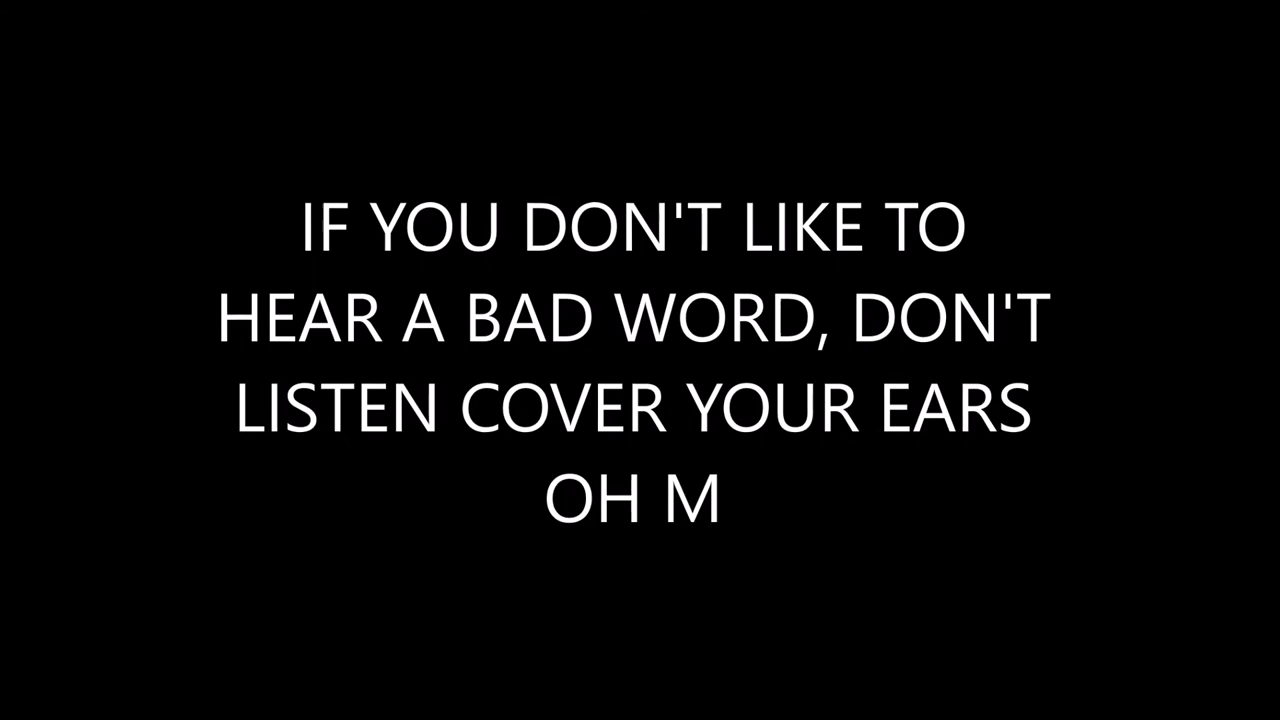 IF YOU DON'T LIKE TO
HEAR A BAD WORD, DON'T
LISTEN COVER YOUR EARS
OH M